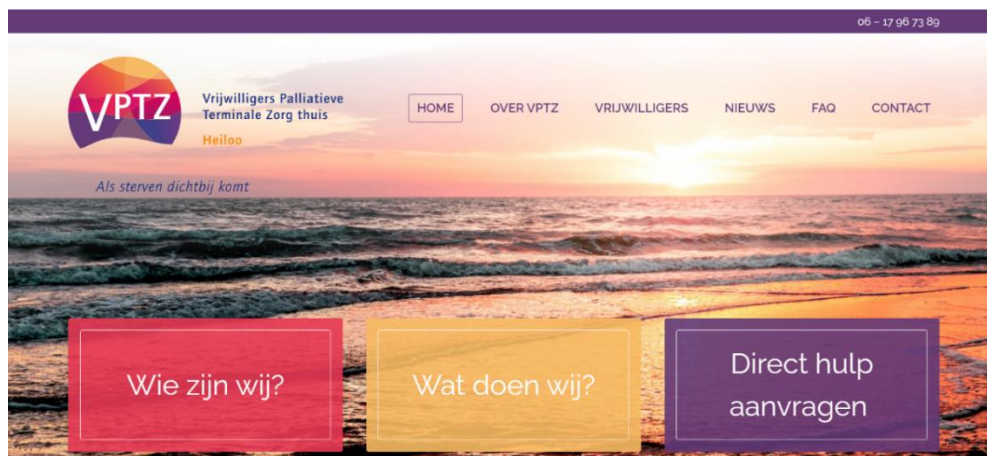 06 – 17 96 73 89
VPTZ
Vrijwilligers Palliatieve
Terminale Zorg thuis
Heiloo
Als sterven dichtbij komt
HOME OVER VPTZ VRIJWILLIGERS NIEUWS FAQ CONTACT
Wie zijn wij?
Wat doen wij?
Direct hulp
aanvragen